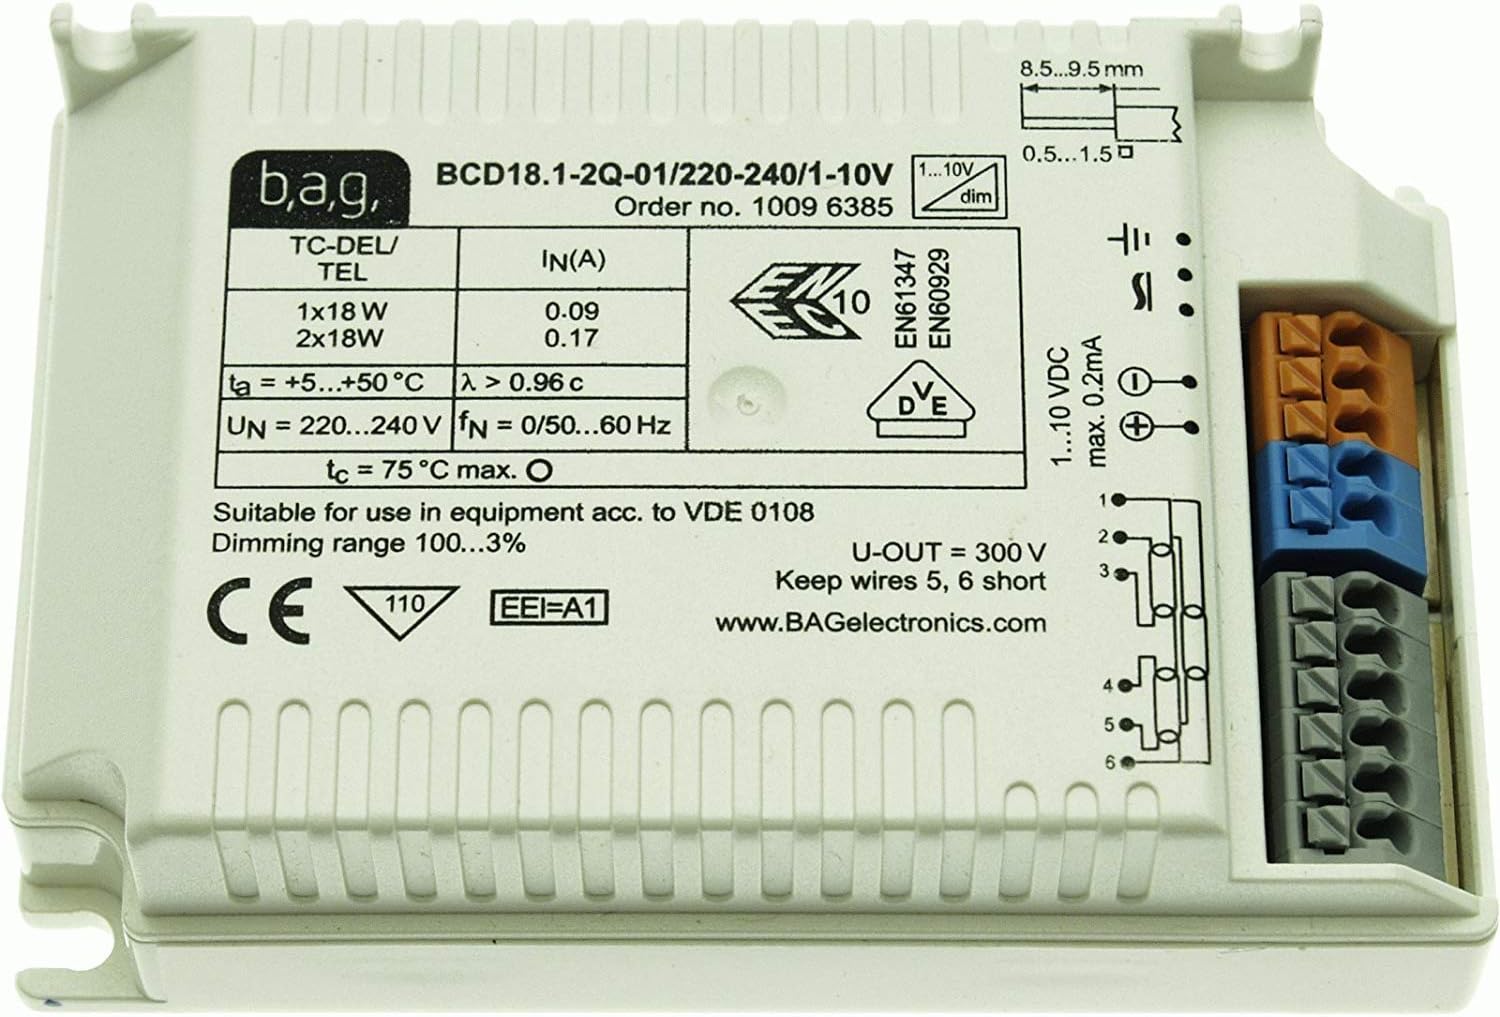 8.5...9.5 mm
0.5...1.5
b,a,g,
BCD18.1-2Q-01/220-240/1-10V
Order no. 1009 6385
1...10V
dim
TC-DEL/
TEL
IN(A)
1x18 W
0.09
2x18W
0.17
ta = +5...+50 °C
λ > 0.96 c
UN = 220...240 V
fN = 0/50...60 Hz
tc = 75 °C max.
ENEC
10
EN61347
EN60929
DVE
1...10 VDC
max. 0.2mA
Suitable for use in equipment acc. to VDE 0108
Dimming range 100...3%
U-OUT = 300 V
Keep wires 5, 6 short
www.BAGelectronics.com
CE
110
EEI=A1
1
2
3
4
5
6